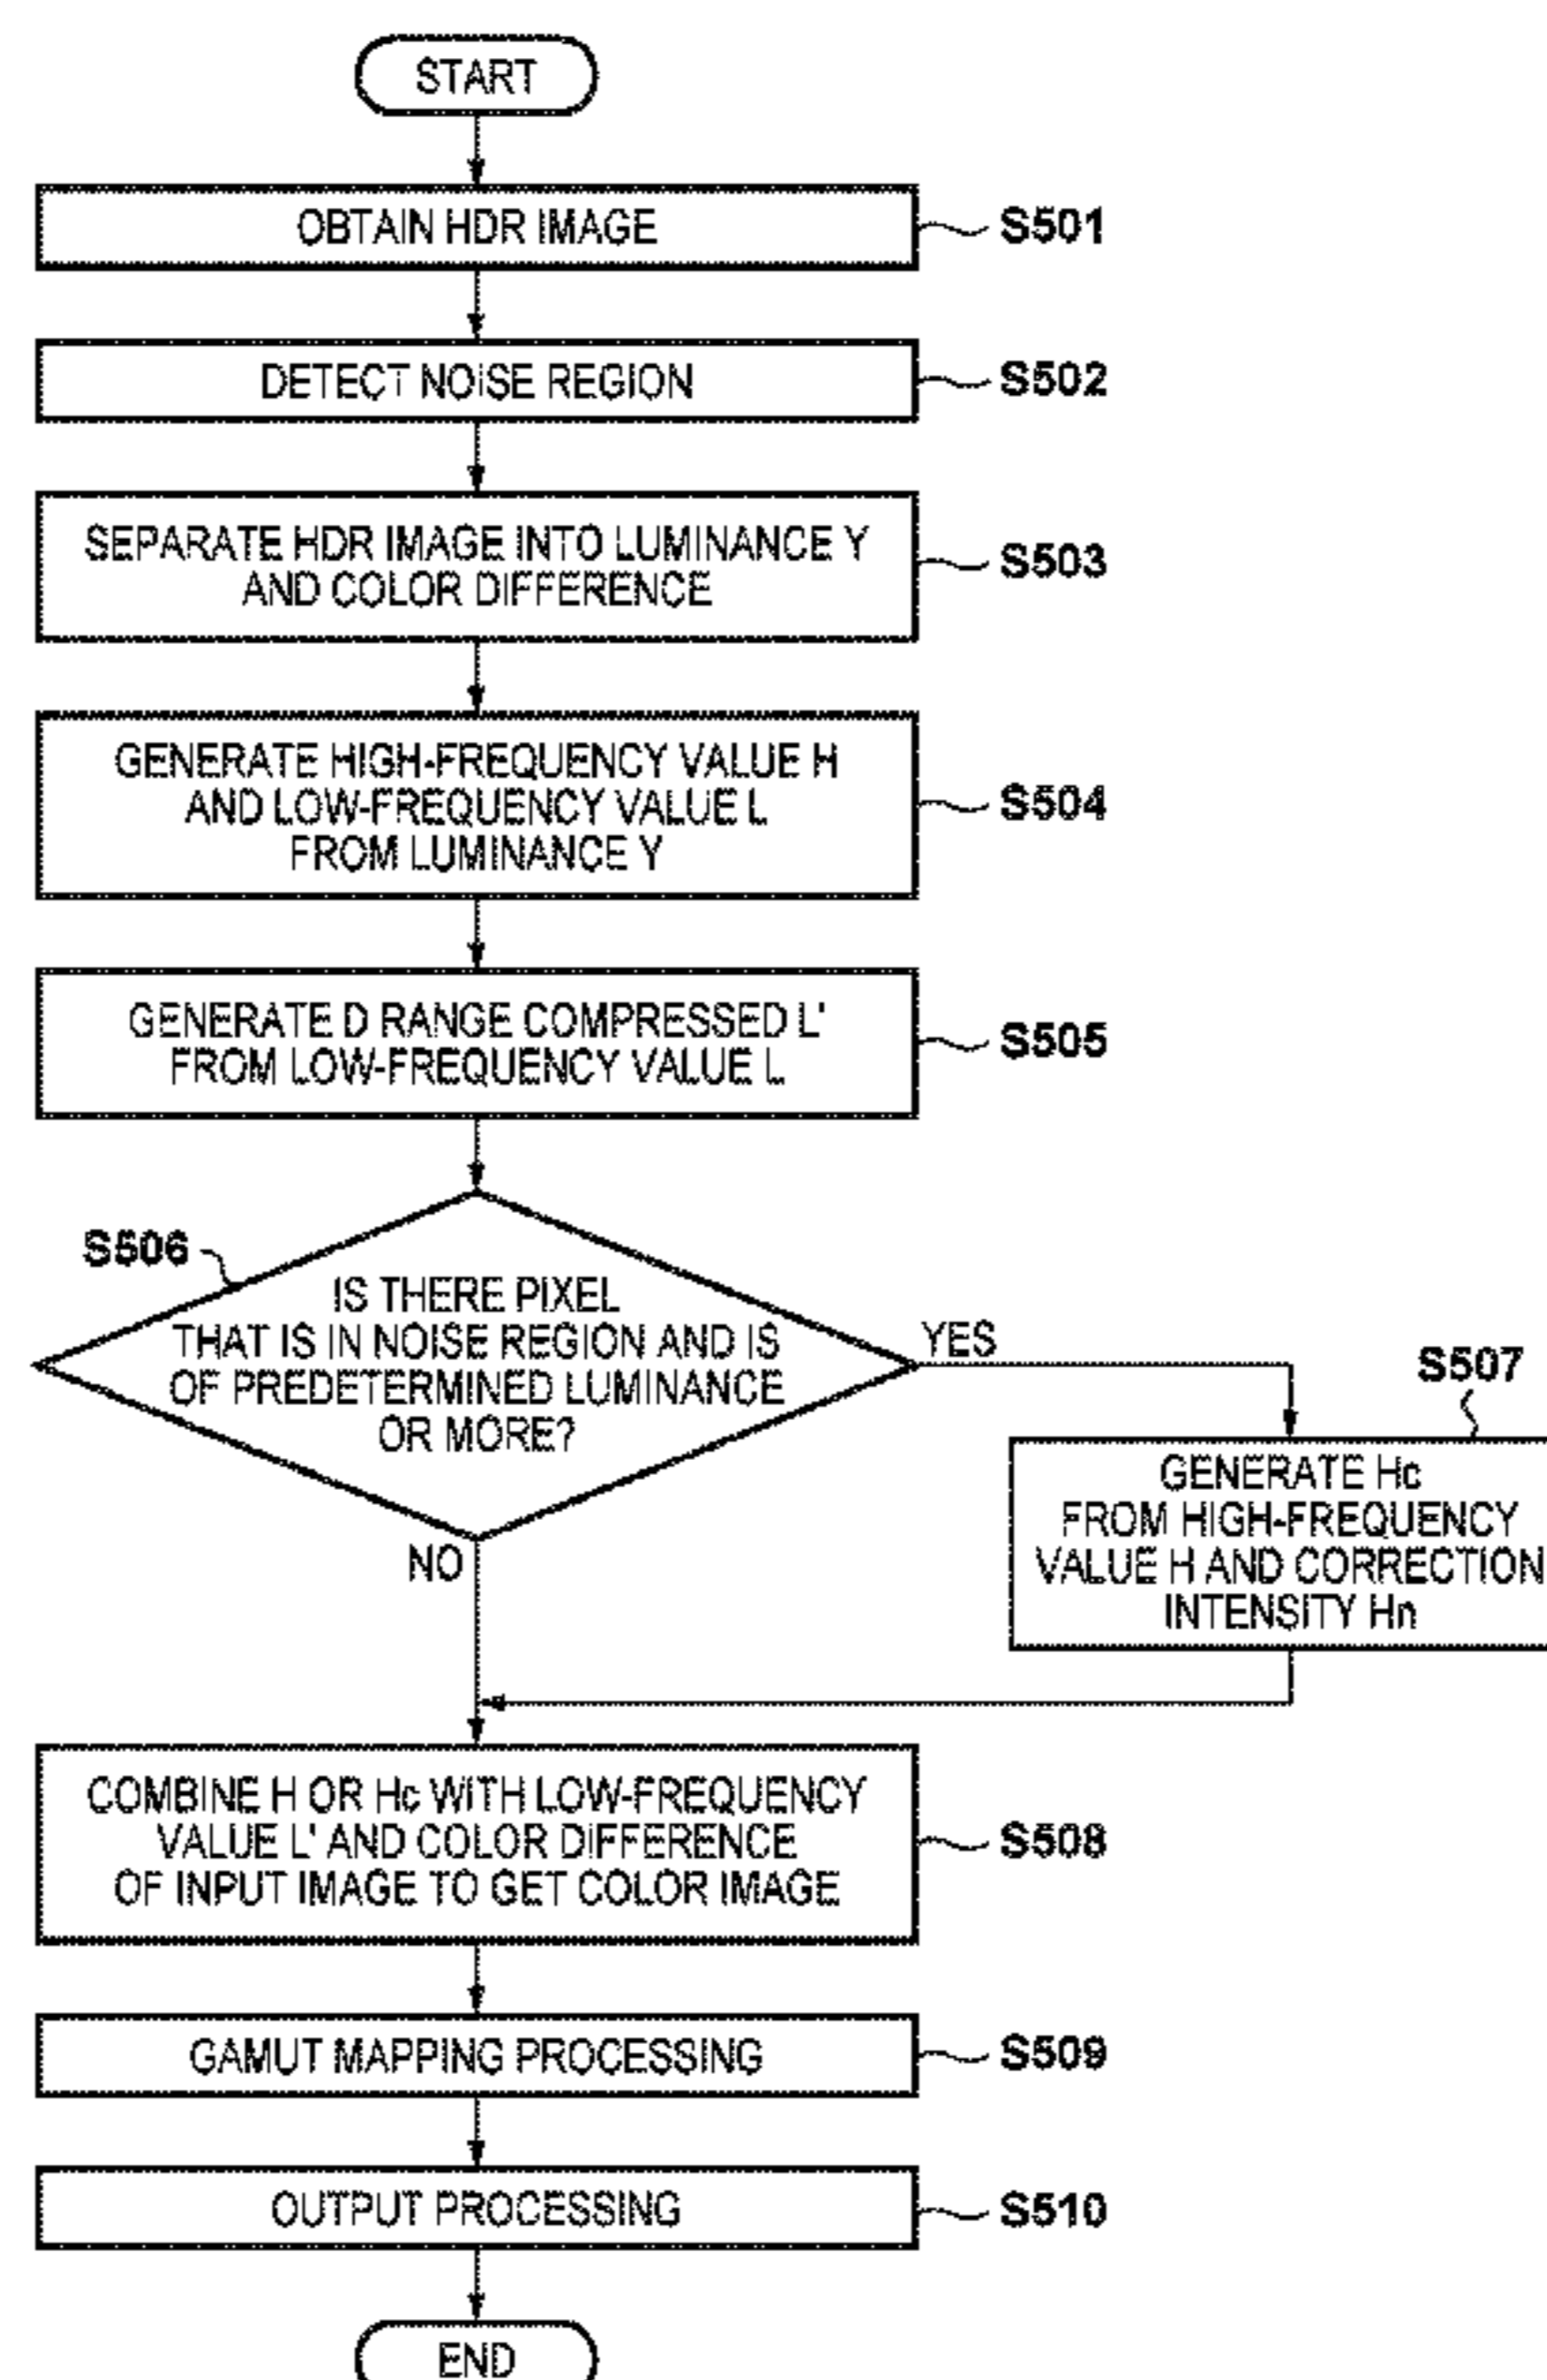 START
OBTAIN HDR IMAGE
S501
DETECT NOISE REGION
S502
SEPARATE HDR IMAGE INTO LUMINANCE Y
AND COLOR DIFFERENCE
S503
GENERATE HIGH-FREQUENCY VALUE H
AND LOW-FREQUENCY VALUE L
FROM LUMINANCE Y
S504
GENERATE D RANGE COMPRESSED L'
FROM LOW-FREQUENCY VALUE L
S505
S506
IS THERE PIXEL
THAT IS IN NOISE REGION AND IS
OF PREDETERMINED LUMINANCE
OR MORE?
YES
NO
S507
GENERATE Hc
FROM HIGH-FREQUENCY
VALUE H AND CORRECTION
INTENSITY Hn
COMBINE H OR Hc WITH LOW-FREQUENCY
VALUE L' AND COLOR DIFFERENCE
OF INPUT IMAGE TO GET COLOR IMAGE
S508
GAMUT MAPPING PROCESSING
S509
OUTPUT PROCESSING
S510
END